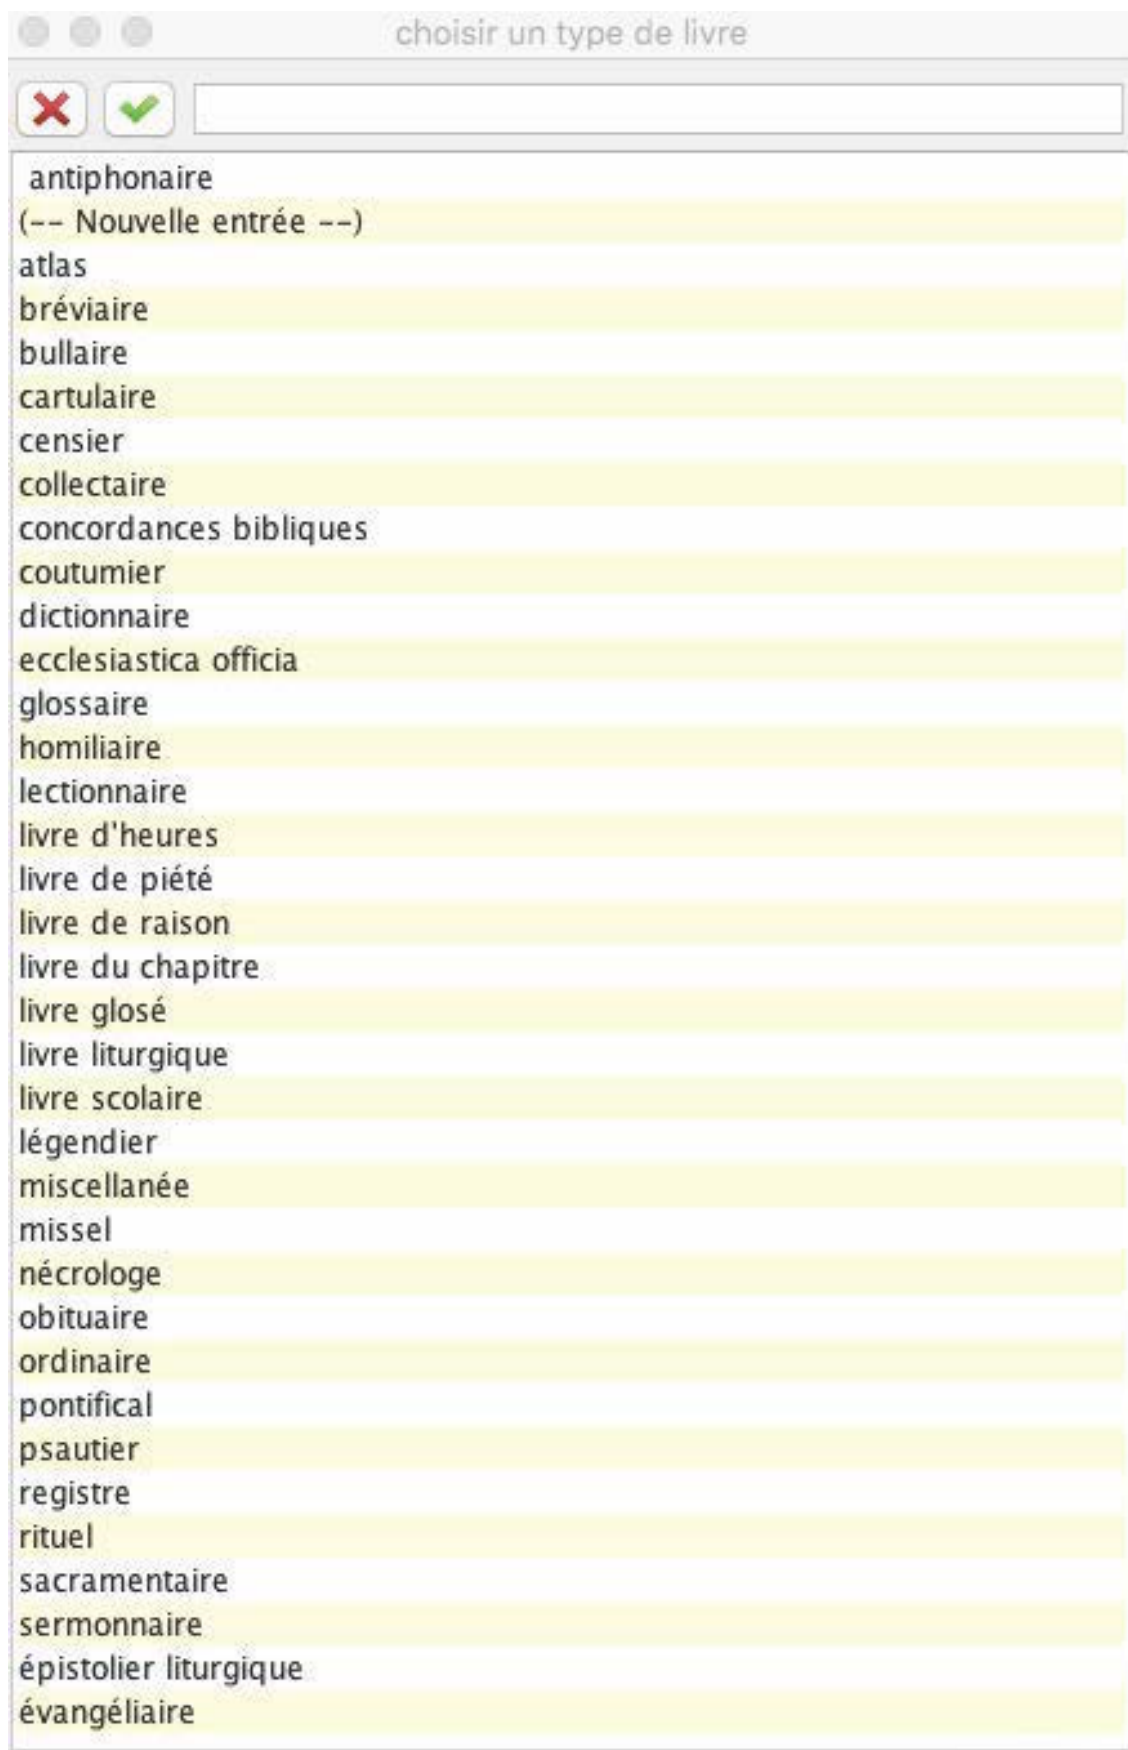 choisir un type de livre
antiphonaire
(-- Nouvelle entrée --)
atlas
bréviaire
bullaire
cartulaire
censier
collectaire
concordances bibliques
coutumier
dictionnaire
ecclesiastica officia
glossaire
homiliaire
lectionnaire
livre d'heures
livre de piété
livre de raison
livre du chapitre
livre glosé
livre liturgique
livre scolaire
légendier
miscellanée
missel
nécrologe
obituaire
ordinaire
pontifical
psautier
registre
rituel
sacramentaire
sermonnaire
épistolier liturgique
évangéliaire